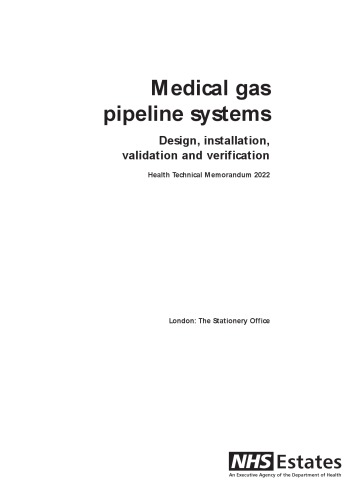 Medical gas
pipeline systems
Design, installation,
validation and verification
Health Technical Memorandum 2022
London: The Stationery Office
NHS Estates
An Executive Agency of the Department of Health